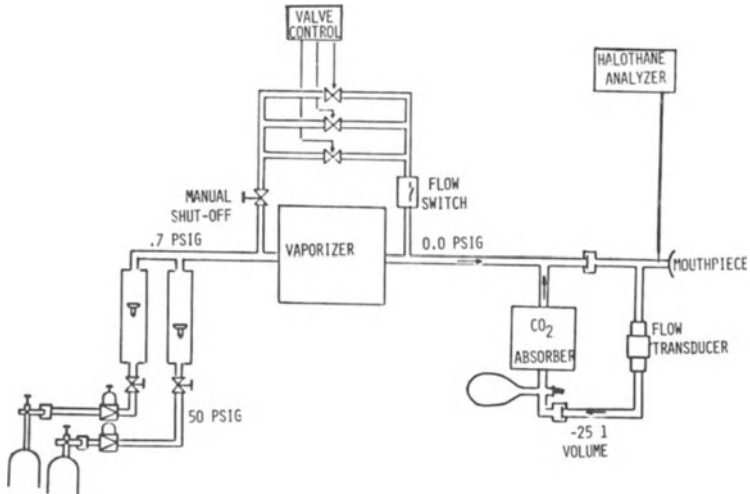 VALVE
CONTROL
HALOTHANE
ANALYZER
MANUAL
SHUT-OFF
FLOW
SWITCH
.7 PSIG
VAPORIZER
0.0 PSIG
MOUTHPIECE
CO2
ABSORBER
FLOW
TRANSDUCER
50 PSIG
-25 1
VOLUME